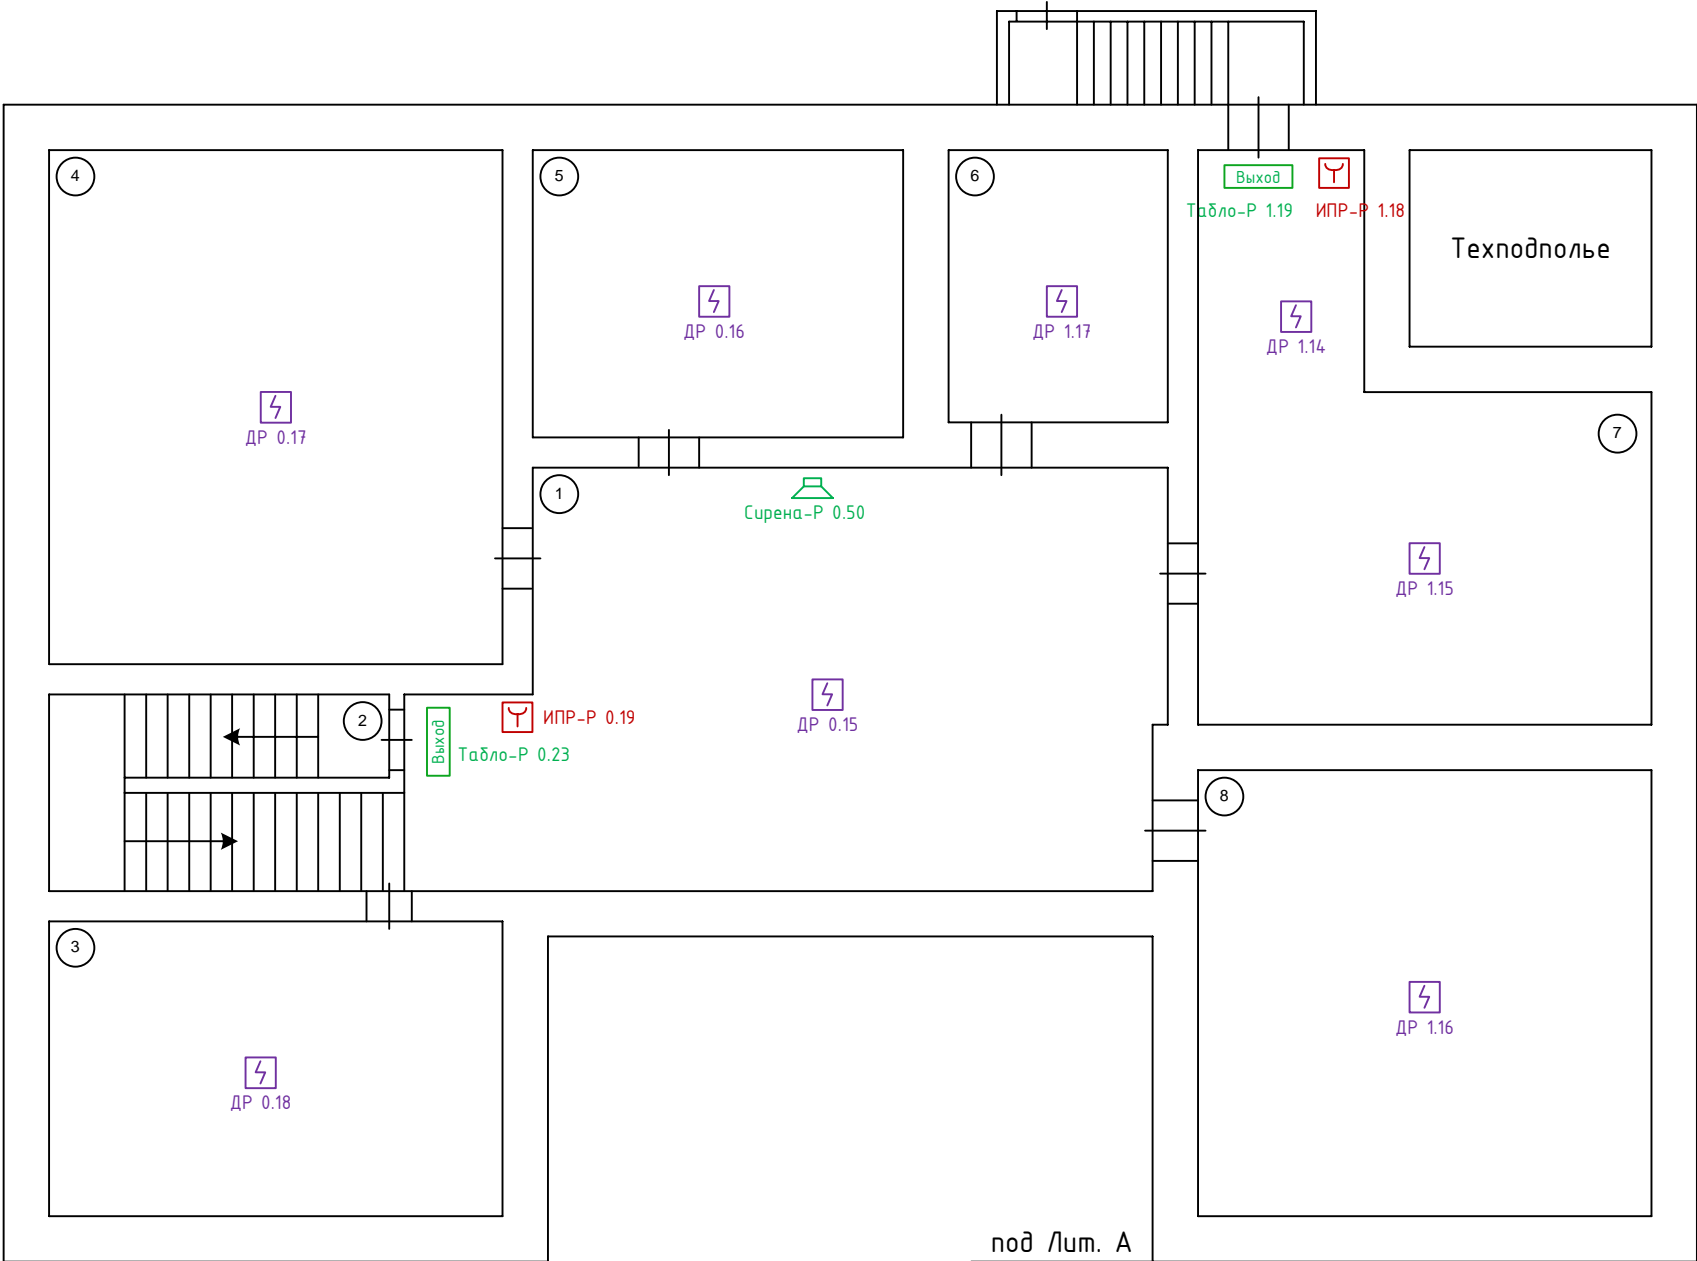 4
5
6
Выход
Табло-Р 1.19
ИПР-Р 1.18
Техподполье
ДР 0.16
ДР 1.17
ДР 1.14
ДР 0.17
7
1
Сирена-Р 0.50
ДР 1.15
2
Выход
ИПР-Р 0.19
Табло-Р 0.23
ДР 0.15
8
3
ДР 1.16
ДР 0.18
под Лит. А